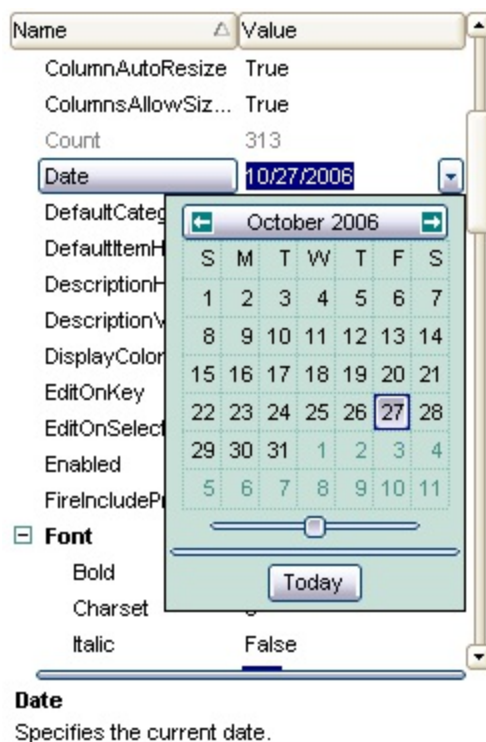 Name Value
ColumnAutoResize True
ColumnsAllowSiz... True
Count 313
Date 10/27/2006
DefaultCateg
DefaultItemH
DescriptionH
DescriptionV
DisplayColor
EditOnKey
EditOnSelect
Enabled
FireIncludePr
October 2006
S M T W T F S
1 2 3 4 5 6 7
8 9 10 11 12 13 14
15 16 17 18 19 20 21
22 23 24 25 26 27 28
29 30 31 1 2 3 4
5 6 7 8 9 10 11
Today
Font
Bold
Charset
Italic False
Date
Specifies the current date.